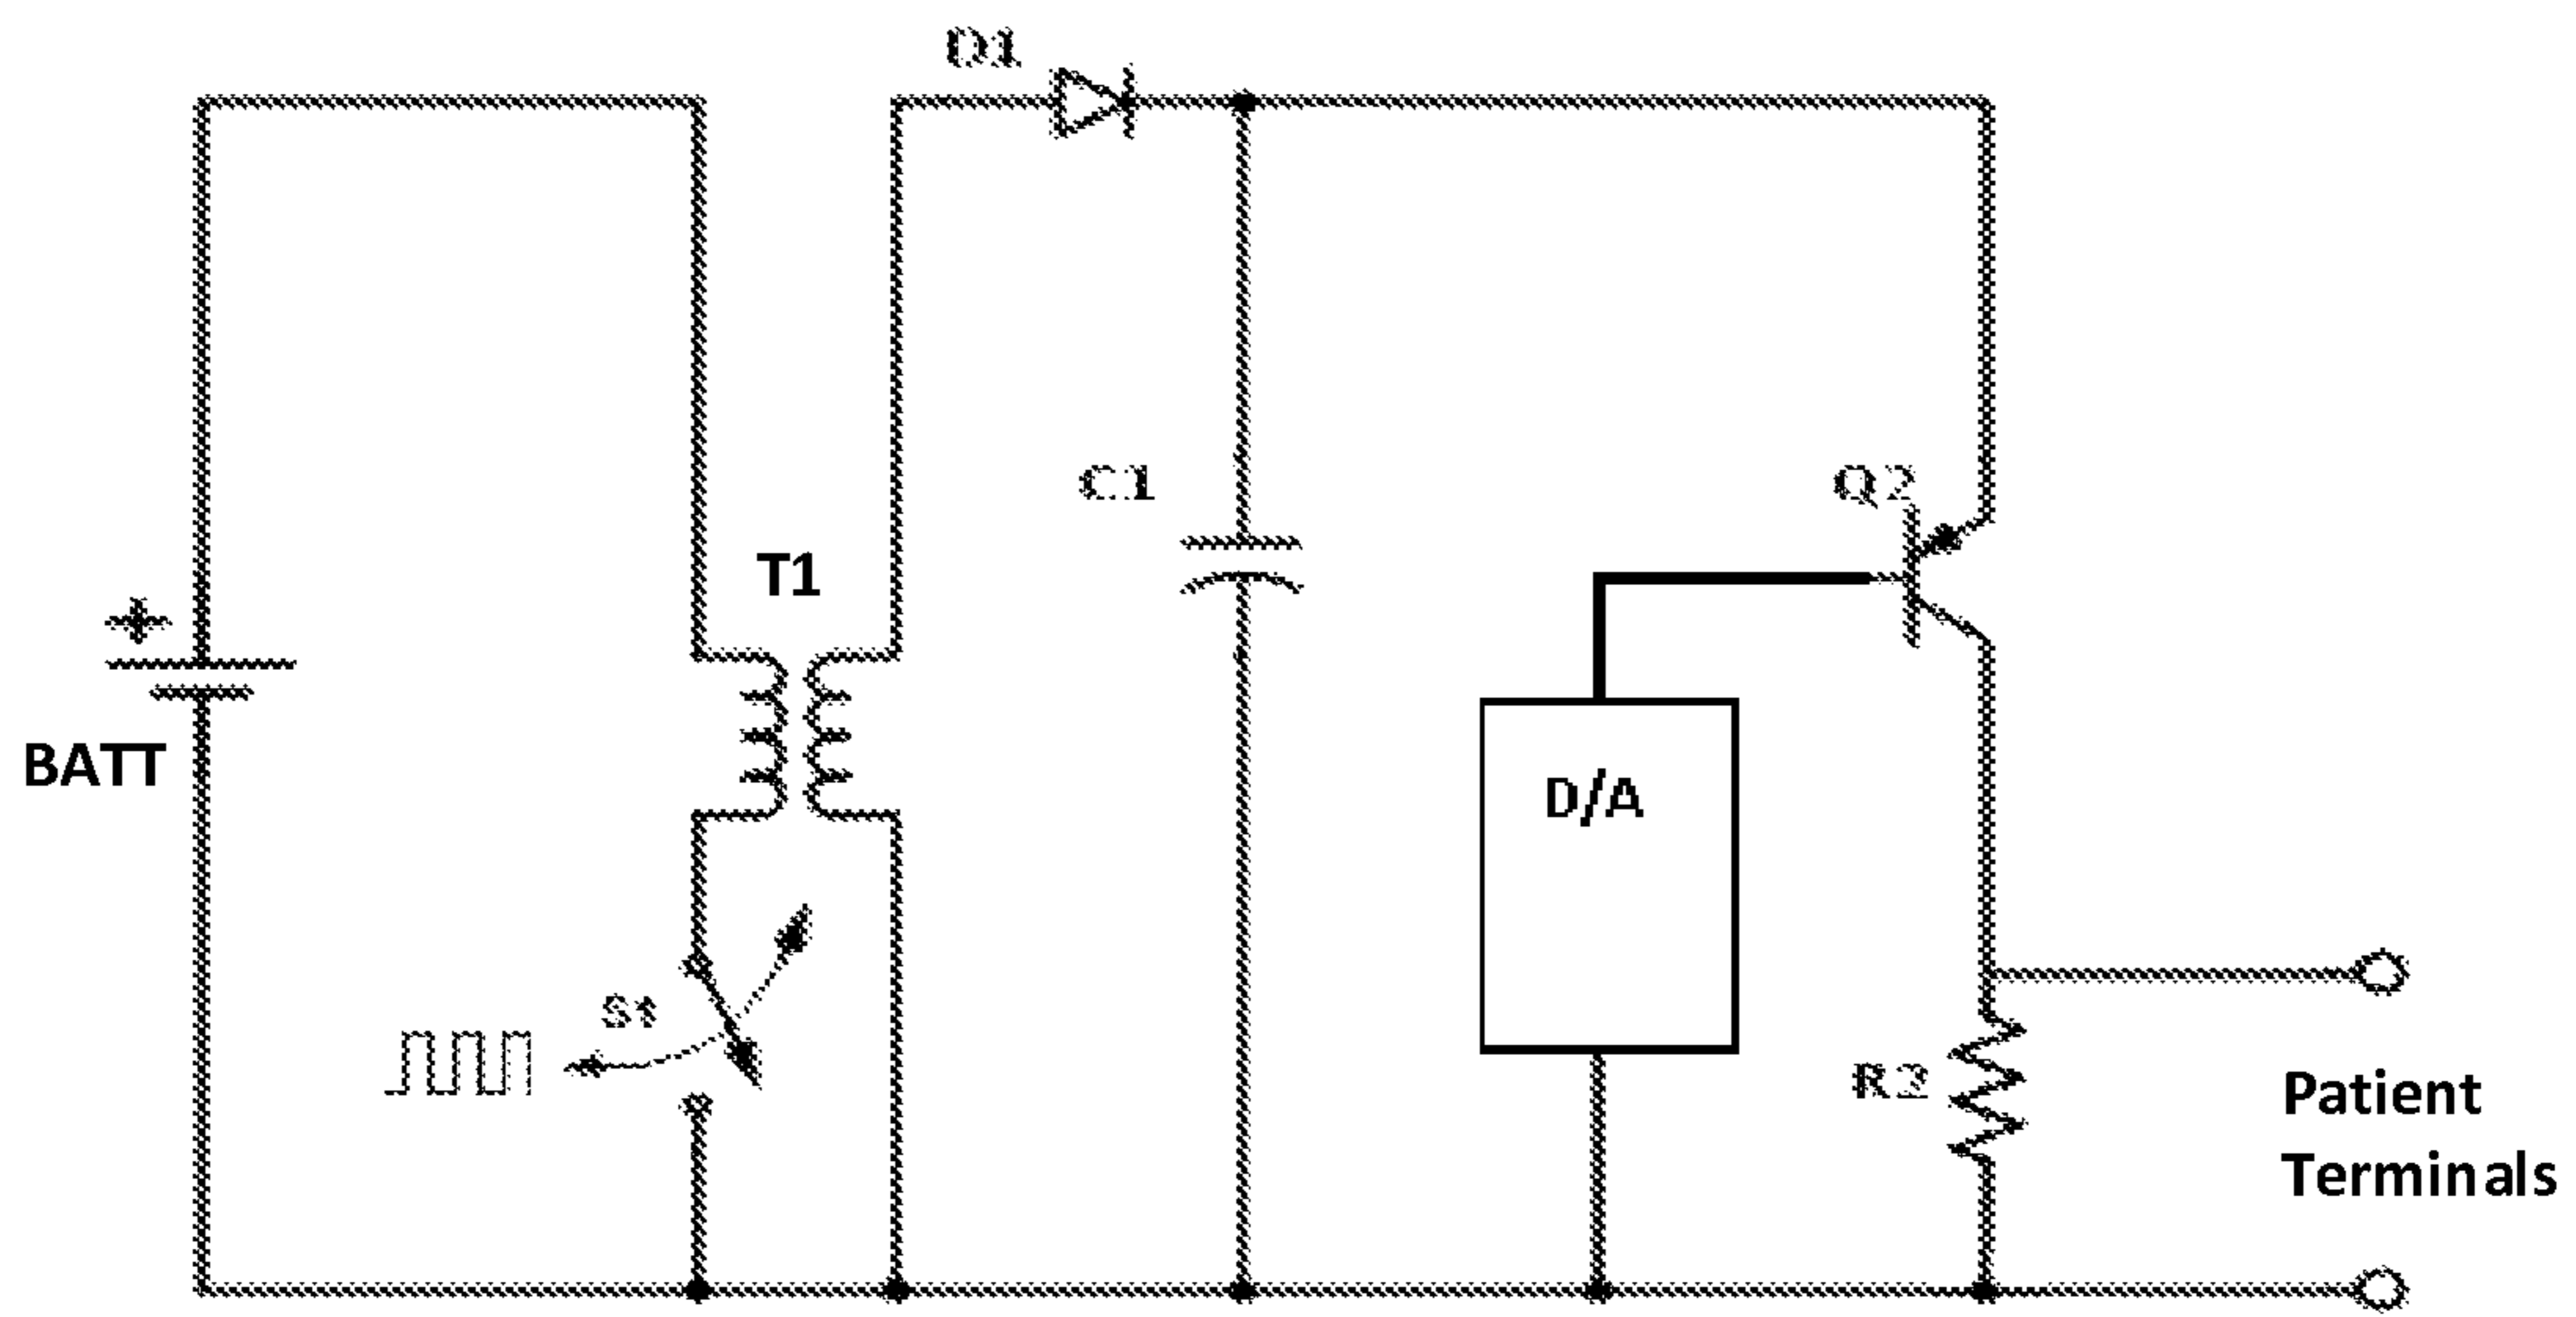 D1
C1
Q2
T1
BATT
D/A
S1
R2
Patient
Terminals